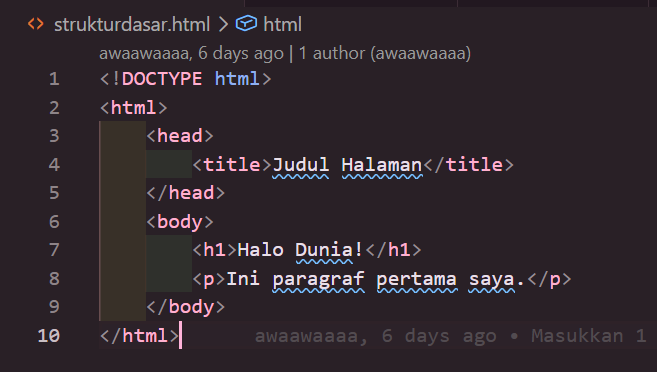 strukturdasar.html > html
awaawaaaa, 6 days ago | 1 author (awaawaaaa)
1 <!DOCTYPE html>
2 <html>
3 <head>
4 <title>Judul Halaman</title>
5 </head>
6 <body>
7 <h1>Halo Dunia!</h1>
8 <p>Ini paragraf pertama saya.</p>
9 </body>
10 </html> awaawaaaa, 6 days ago • Masukkan 1